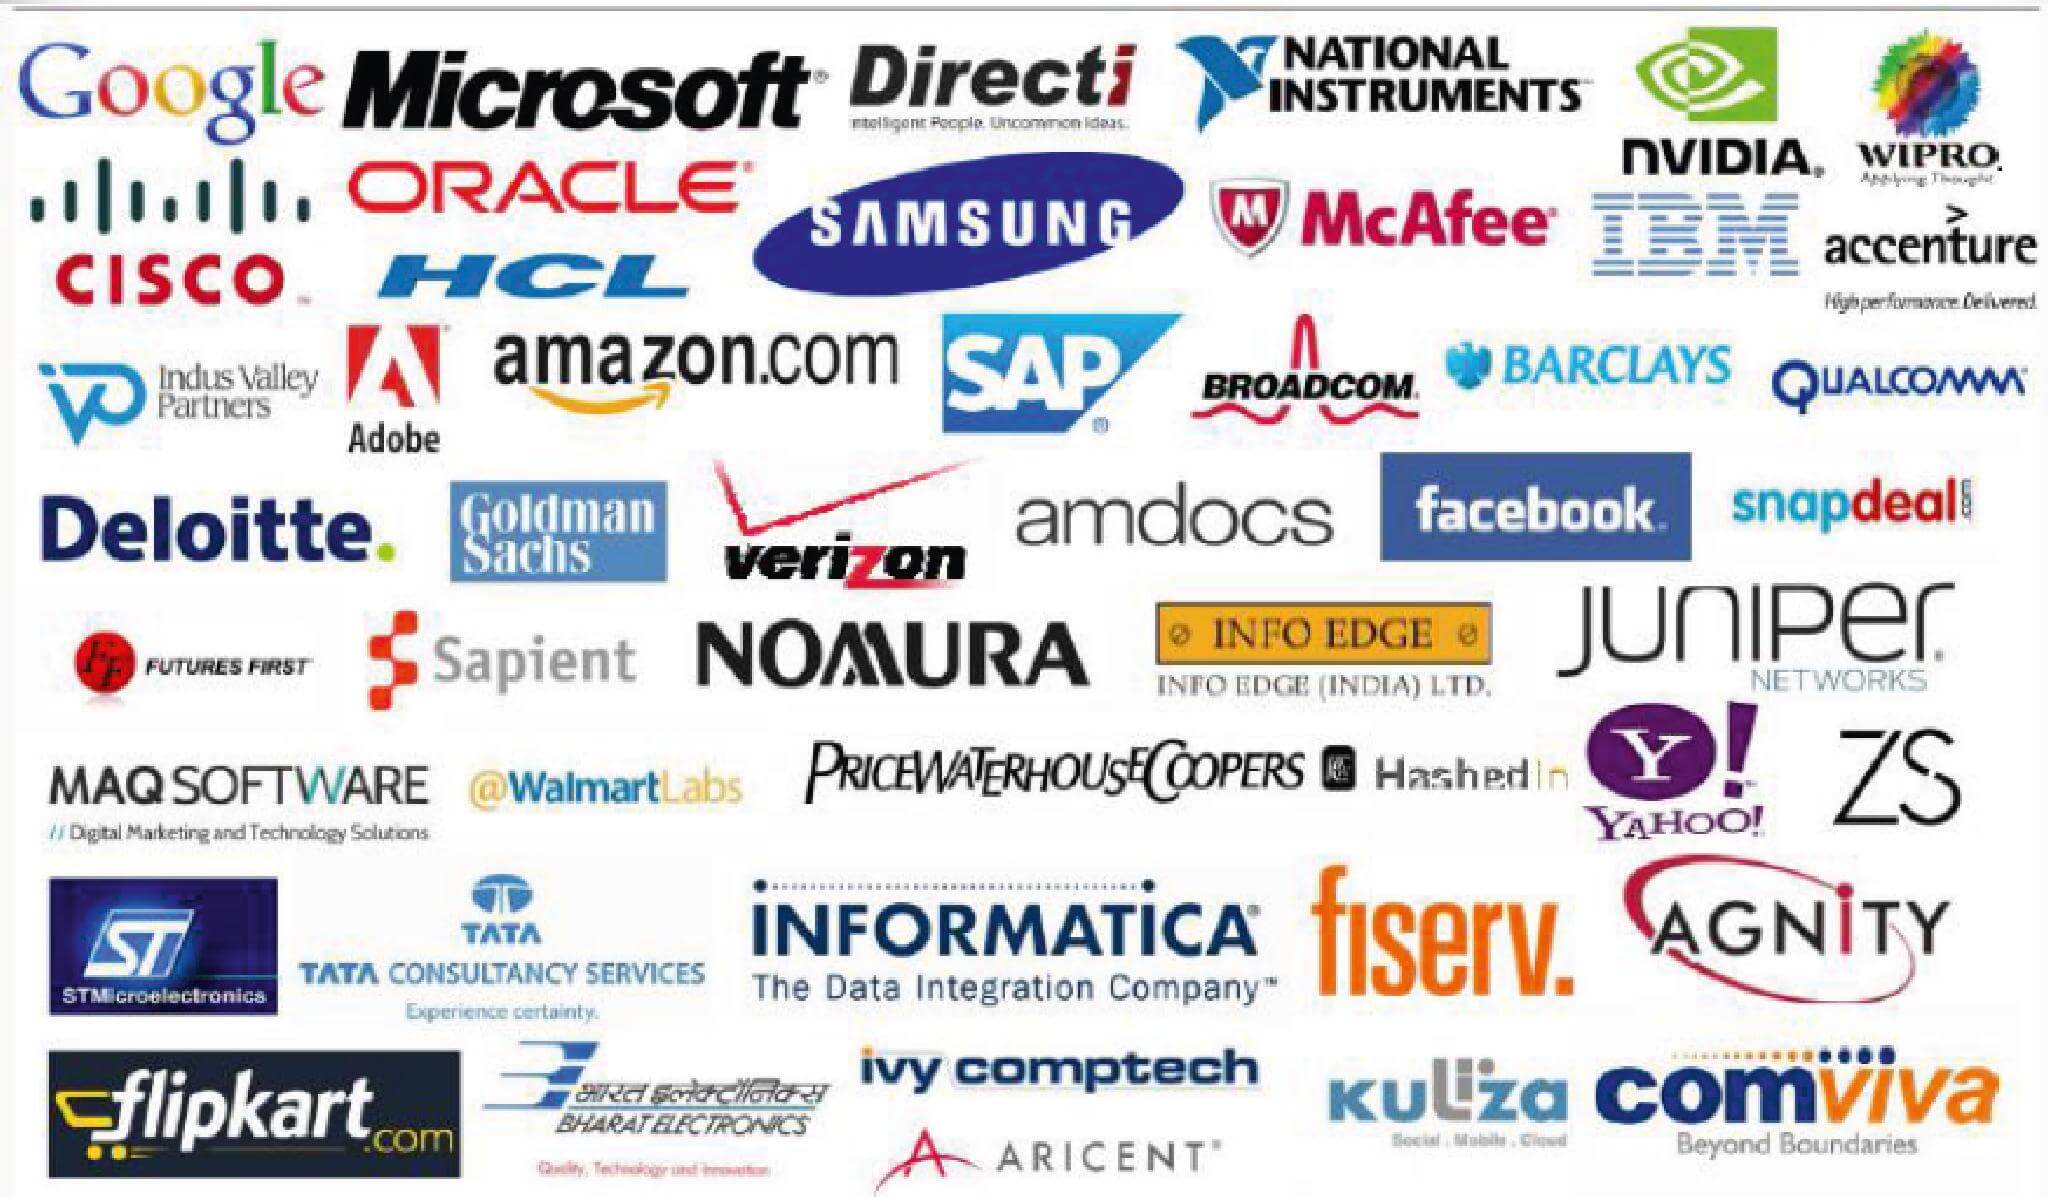 Google
Microsoft®
Directi
Intelligent People. Uncommon Ideas.
NATIONAL
INSTRUMENTS
NVIDIA®
WIPRO
Applying Thought
CISCO
ORACLE
HCL
SAMSUNG
M McAfee
IBM
accenture
High performance. Delivered.
Indus Valley
Partners
Adobe
amazon.com
SAP
®
BROADCOM.
BARCLAYS
QUALCOMM
Deloitte.
Goldman
Sachs
verizon
amdocs
facebook
snapdeal
FF FUTURES FIRST
Sapient
NOMURA
INFO EDGE
INFO EDGE (INDIA) LTD.
JUNIPer
NETWORKS
MAQ SOFTWARE
// Digital Marketing and Technology Solutions
@WalmartLabs
PRICEWATERHOUSECOOPERS
HashedIn
Y!
YAHOO!
ZS
ST
STMicroelectronics
TATA
TATA CONSULTANCY SERVICES
Experience certainty.
INFORMATICA
The Data Integration Company™
fiserv.
AGNiTY
flipkart.com
भारत इलेक्ट्रॉनिक्स
BHARAT ELECTRONICS
Quality, Technology and Innovation
ivy comptech
ARICENT
KULiZa
Social . Mobile . Cloud
comviva
Beyond Boundaries